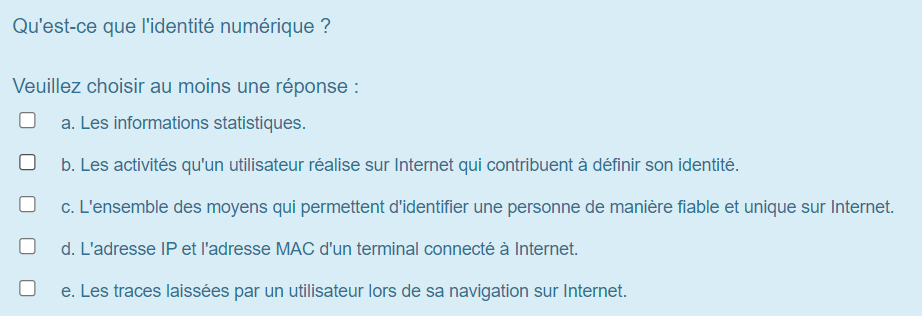 Qu'est-ce que l'identité numérique ?
Veuillez choisir au moins une réponse :
a. Les informations statistiques.
b. Les activités qu'un utilisateur réalise sur Internet qui contribuent à définir son identité.
c. L'ensemble des moyens qui permettent d'identifier une personne de manière fiable et unique sur Internet.
d. L'adresse IP et l'adresse MAC d'un terminal connecté à Internet.
e. Les traces laissées par un utilisateur lors de sa navigation sur Internet.